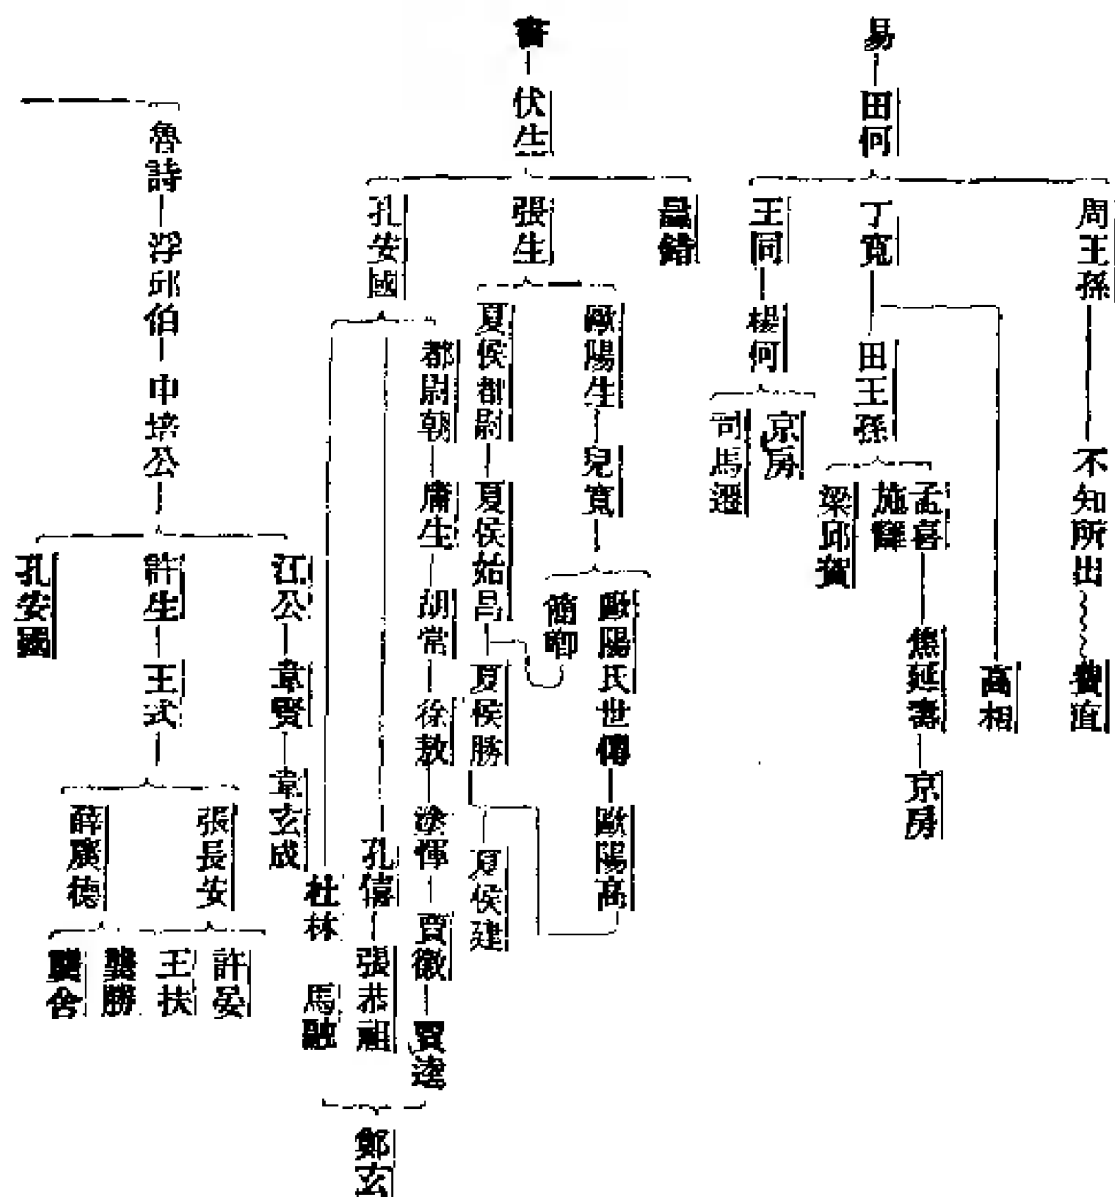 易
田何
周王孫
不知所出
費直
丁寬
田王孫
孟喜
焦延壽
京房
施讎
梁邱賀
高相
王同
楊何
京房
司馬遷
書
伏生
晁錯
張生
歐陽生
兒寬
歐陽氏世傳
歐陽高
簡卿
夏侯都尉
夏侯始昌
夏侯勝
夏侯建
孔安國
都尉朝
庸生
胡常
徐敖
塗惲
賈徽
賈逵
孔僖
張恭祖
杜林
馬融
鄭玄
魯詩
浮邱伯
申培公
江公
韋賢
韋玄成
許生
王式
張長安
許晏
王扶
薛廣德
龔勝
龔舍
孔安國